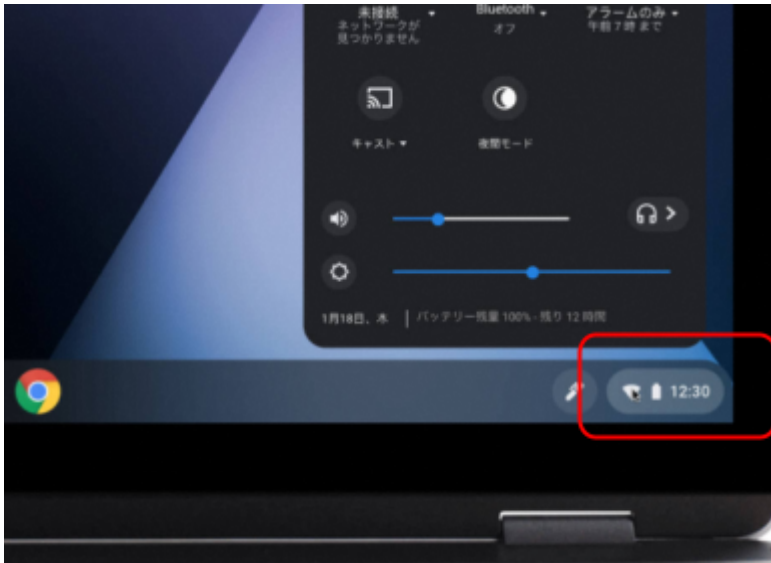 未接続
ネットワークが
見つかりません
Bluetooth
オフ
アラームのみ
午前 7 時 まで
キャスト
夜間モード
1月18日、木 | バッテリー残量 100% - 残り 12 時間
12:30